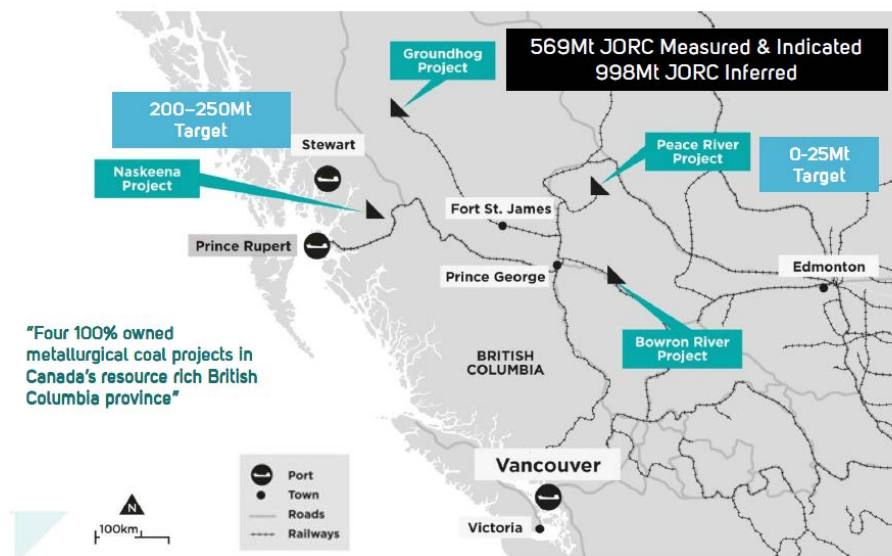 Groundhog
Project
569Mt JORC Measured & Indicated
998Mt JORC Inferred
200–250Mt
Target
Stewart
Naskeena
Project
Peace River
Project
0-25Mt
Target
Fort St. James
Prince Rupert
Prince George
Edmonton
"Four 100% owned
metallurgical coal projects in
Canada's resource rich British
Columbia province"
BRITISH
COLUMBIA
Bowron River
Project
Port
Town
Roads
Railways
Vancouver
Victoria
N
100km